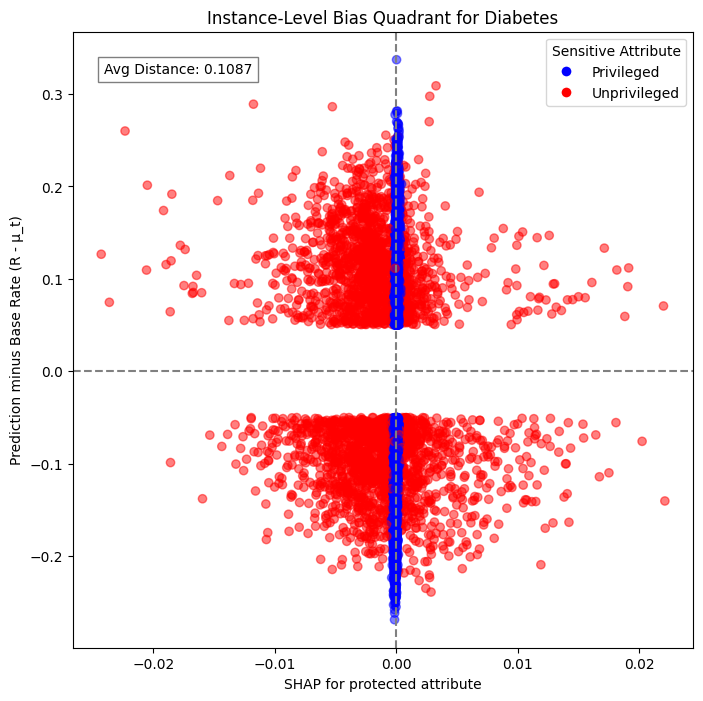 Instance-Level Bias Quadrant for Diabetes
Avg Distance: 0.1087
Sensitive Attribute
Privileged
Unprivileged
Prediction minus Base Rate (R - μ_t)
0.3
0.2
0.1
0.0
−0.1
−0.2
−0.02
−0.01
0.00
0.01
0.02
SHAP for protected attribute